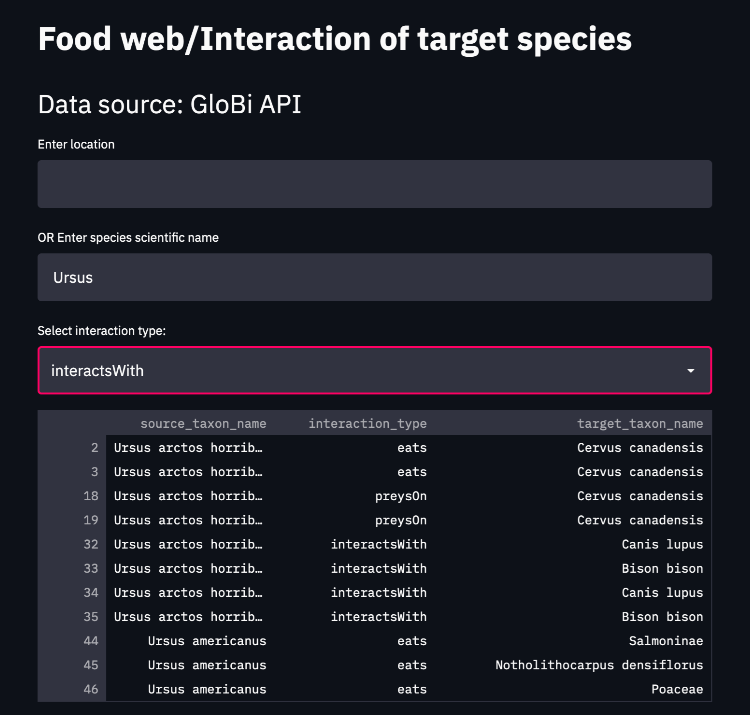 Food web/Interaction of target species
Data source: GloBi API
Enter location
OR Enter species scientific name
Ursus
Select interaction type:
interactsWith
source_taxon_name interaction_type target_taxon_name
2 Ursus arctos horrib… eats Cervus canadensis
3 Ursus arctos horrib… eats Cervus canadensis
18 Ursus arctos horrib… preysOn Cervus canadensis
19 Ursus arctos horrib… preysOn Cervus canadensis
32 Ursus arctos horrib… interactsWith Canis lupus
33 Ursus arctos horrib… interactsWith Bison bison
34 Ursus arctos horrib… interactsWith Canis lupus
35 Ursus arctos horrib… interactsWith Bison bison
44 Ursus americanus eats Salmoninae
45 Ursus americanus eats Notholithocarpus densiflorus
46 Ursus americanus eats Poaceae